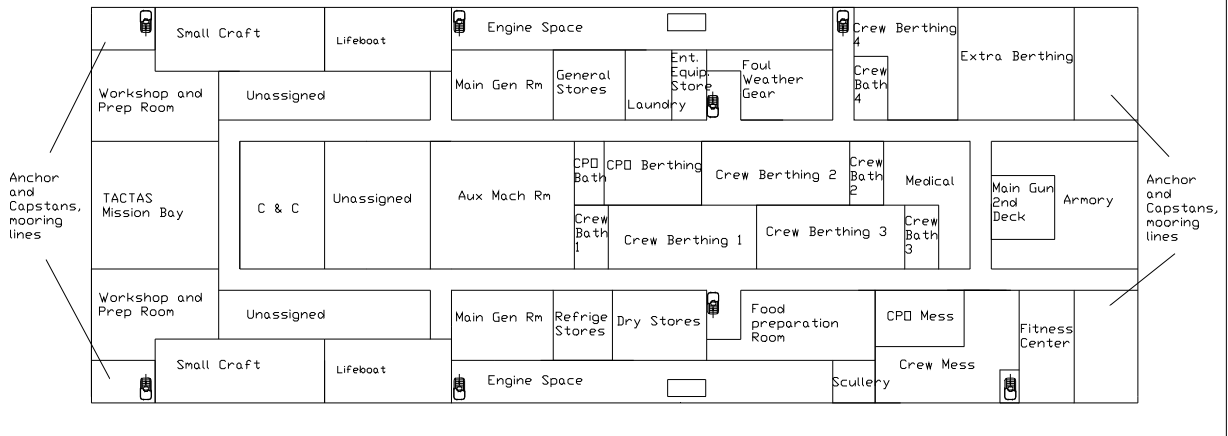 Small Craft
Lifeboat
Engine Space
Crew Berthing
4
Extra Berthing
Workshop and
Prep Room
Unassigned
Main Gen Rm
General
Stores
Laundry
Ent.
Equip.
Store
Foul
Weather
Gear
Crew
Bath
4
Anchor
and
Capstans,
mooring
lines
TACTAS
Mission Bay
C & C
Unassigned
Aux Mach Rm
CPO
Bath
CPO Berthing
Crew Berthing 2
Crew
Bath
2
Medical
Main Gun
2nd
Deck
Armory
Anchor
and
Capstans,
mooring
lines
Crew
Bath
1
Crew Berthing 1
Crew Berthing 3
Crew
Bath
3
Workshop and
Prep Room
Unassigned
Main Gen Rm
Refrige
Stores
Dry Stores
Food
preparation
Room
CPO Mess
Fitness
Center
Small Craft
Lifeboat
Engine Space
Scullery
Crew Mess